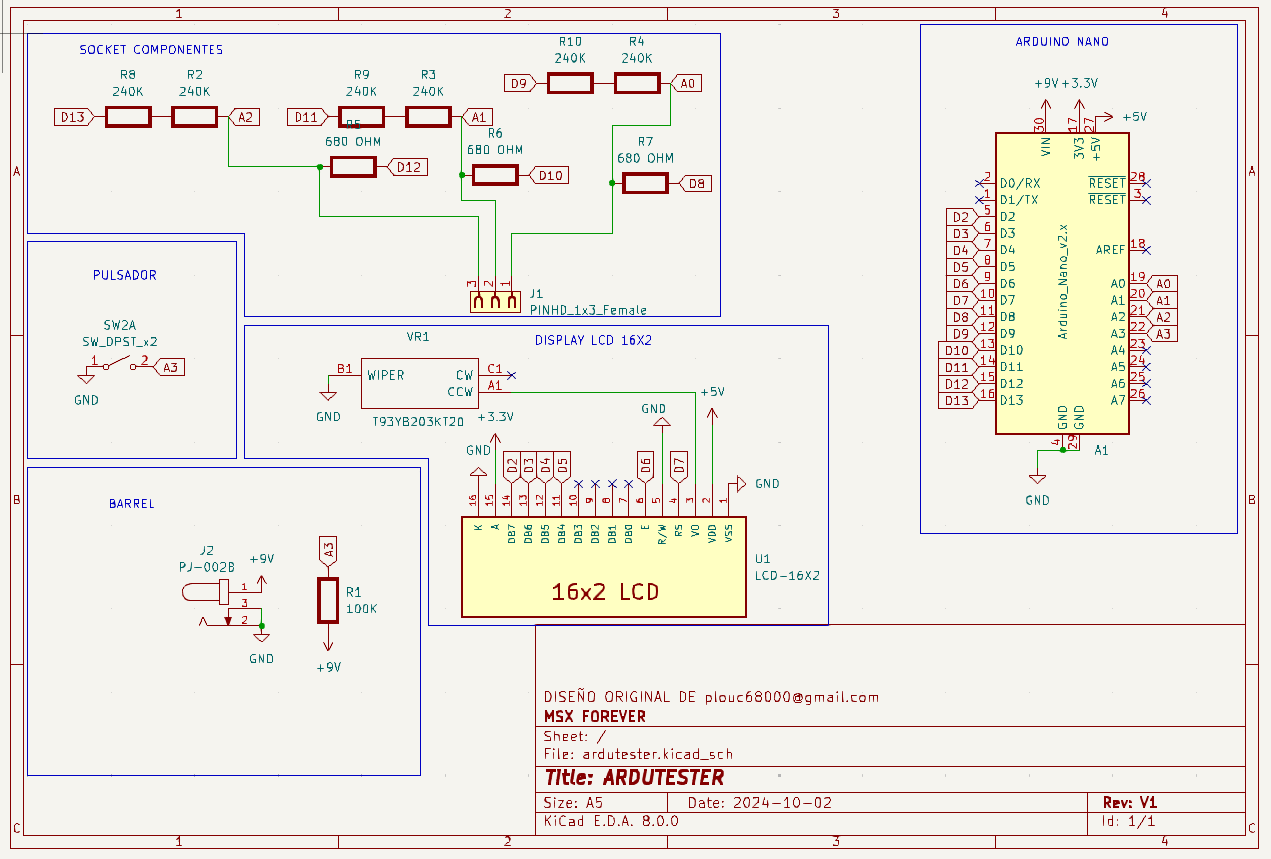 1 2 3 4
SOCKET COMPONENTES
R8 240K
R2 240K
D13
A2
R9 240K
R3 240K
D11
A1
R10 240K
R4 240K
D9
A0
R5
680 OHM
D12
R6
680 OHM
D10
R7
680 OHM
D8
3 2 1
J1
PINHD_1x3_Female
A
A
B
B
C
C
PULSADOR
SW2A
SW_DPST_x2
1 2
A3
GND
DISPLAY LCD 16X2
VR1
B1 WIPER
CW C1
CCW A1
T93YB203KT20
GND
+3.3V
GND
GND
+5V
GND
D2 D3 D4 D5 D6 D7
16 15 14 13 12 11 10 9 8 7 6 5 4 3 2 1
K A DB7 DB6 DB5 DB4 DB3 DB2 DB1 DB0 E R/W RS VO VDD VSS
16x2 LCD
U1
LCD-16X2
BARREL
J2
PJ-002B
+9V
1
3
2
GND
A3
R1
100K
+9V
ARDUINO NANO
+9V +3.3V
+5V
30 17 27
VIN 3V3 +5V
2 D0/RX
1 D1/TX
D2 5 D2
D3 6 D3
D4 7 D4
D5 8 D5
D6 9 D6
D7 10 D7
D8 11 D8
D9 12 D9
D10 13 D10
D11 14 D11
D12 15 D12
D13 16 D13
Arduino_Nano_v2.x
RESET 28
RESET 3
AREF 18
A0 19 A0
A1 20 A1
A2 21 A2
A3 22 A3
A4 23
A5 24
A6 25
A7 26
GND GND
4 29
A1
GND
DISEÑO ORIGINAL DE plouc68000@gmail.com
MSX FOREVER
Sheet: /
File: ardutester.kicad_sch
Title: ARDUTESTER
Size: A5 Date: 2024-10-02 Rev: V1
KiCad E.D.A. 8.0.0 Id: 1/1
1 2 3 4